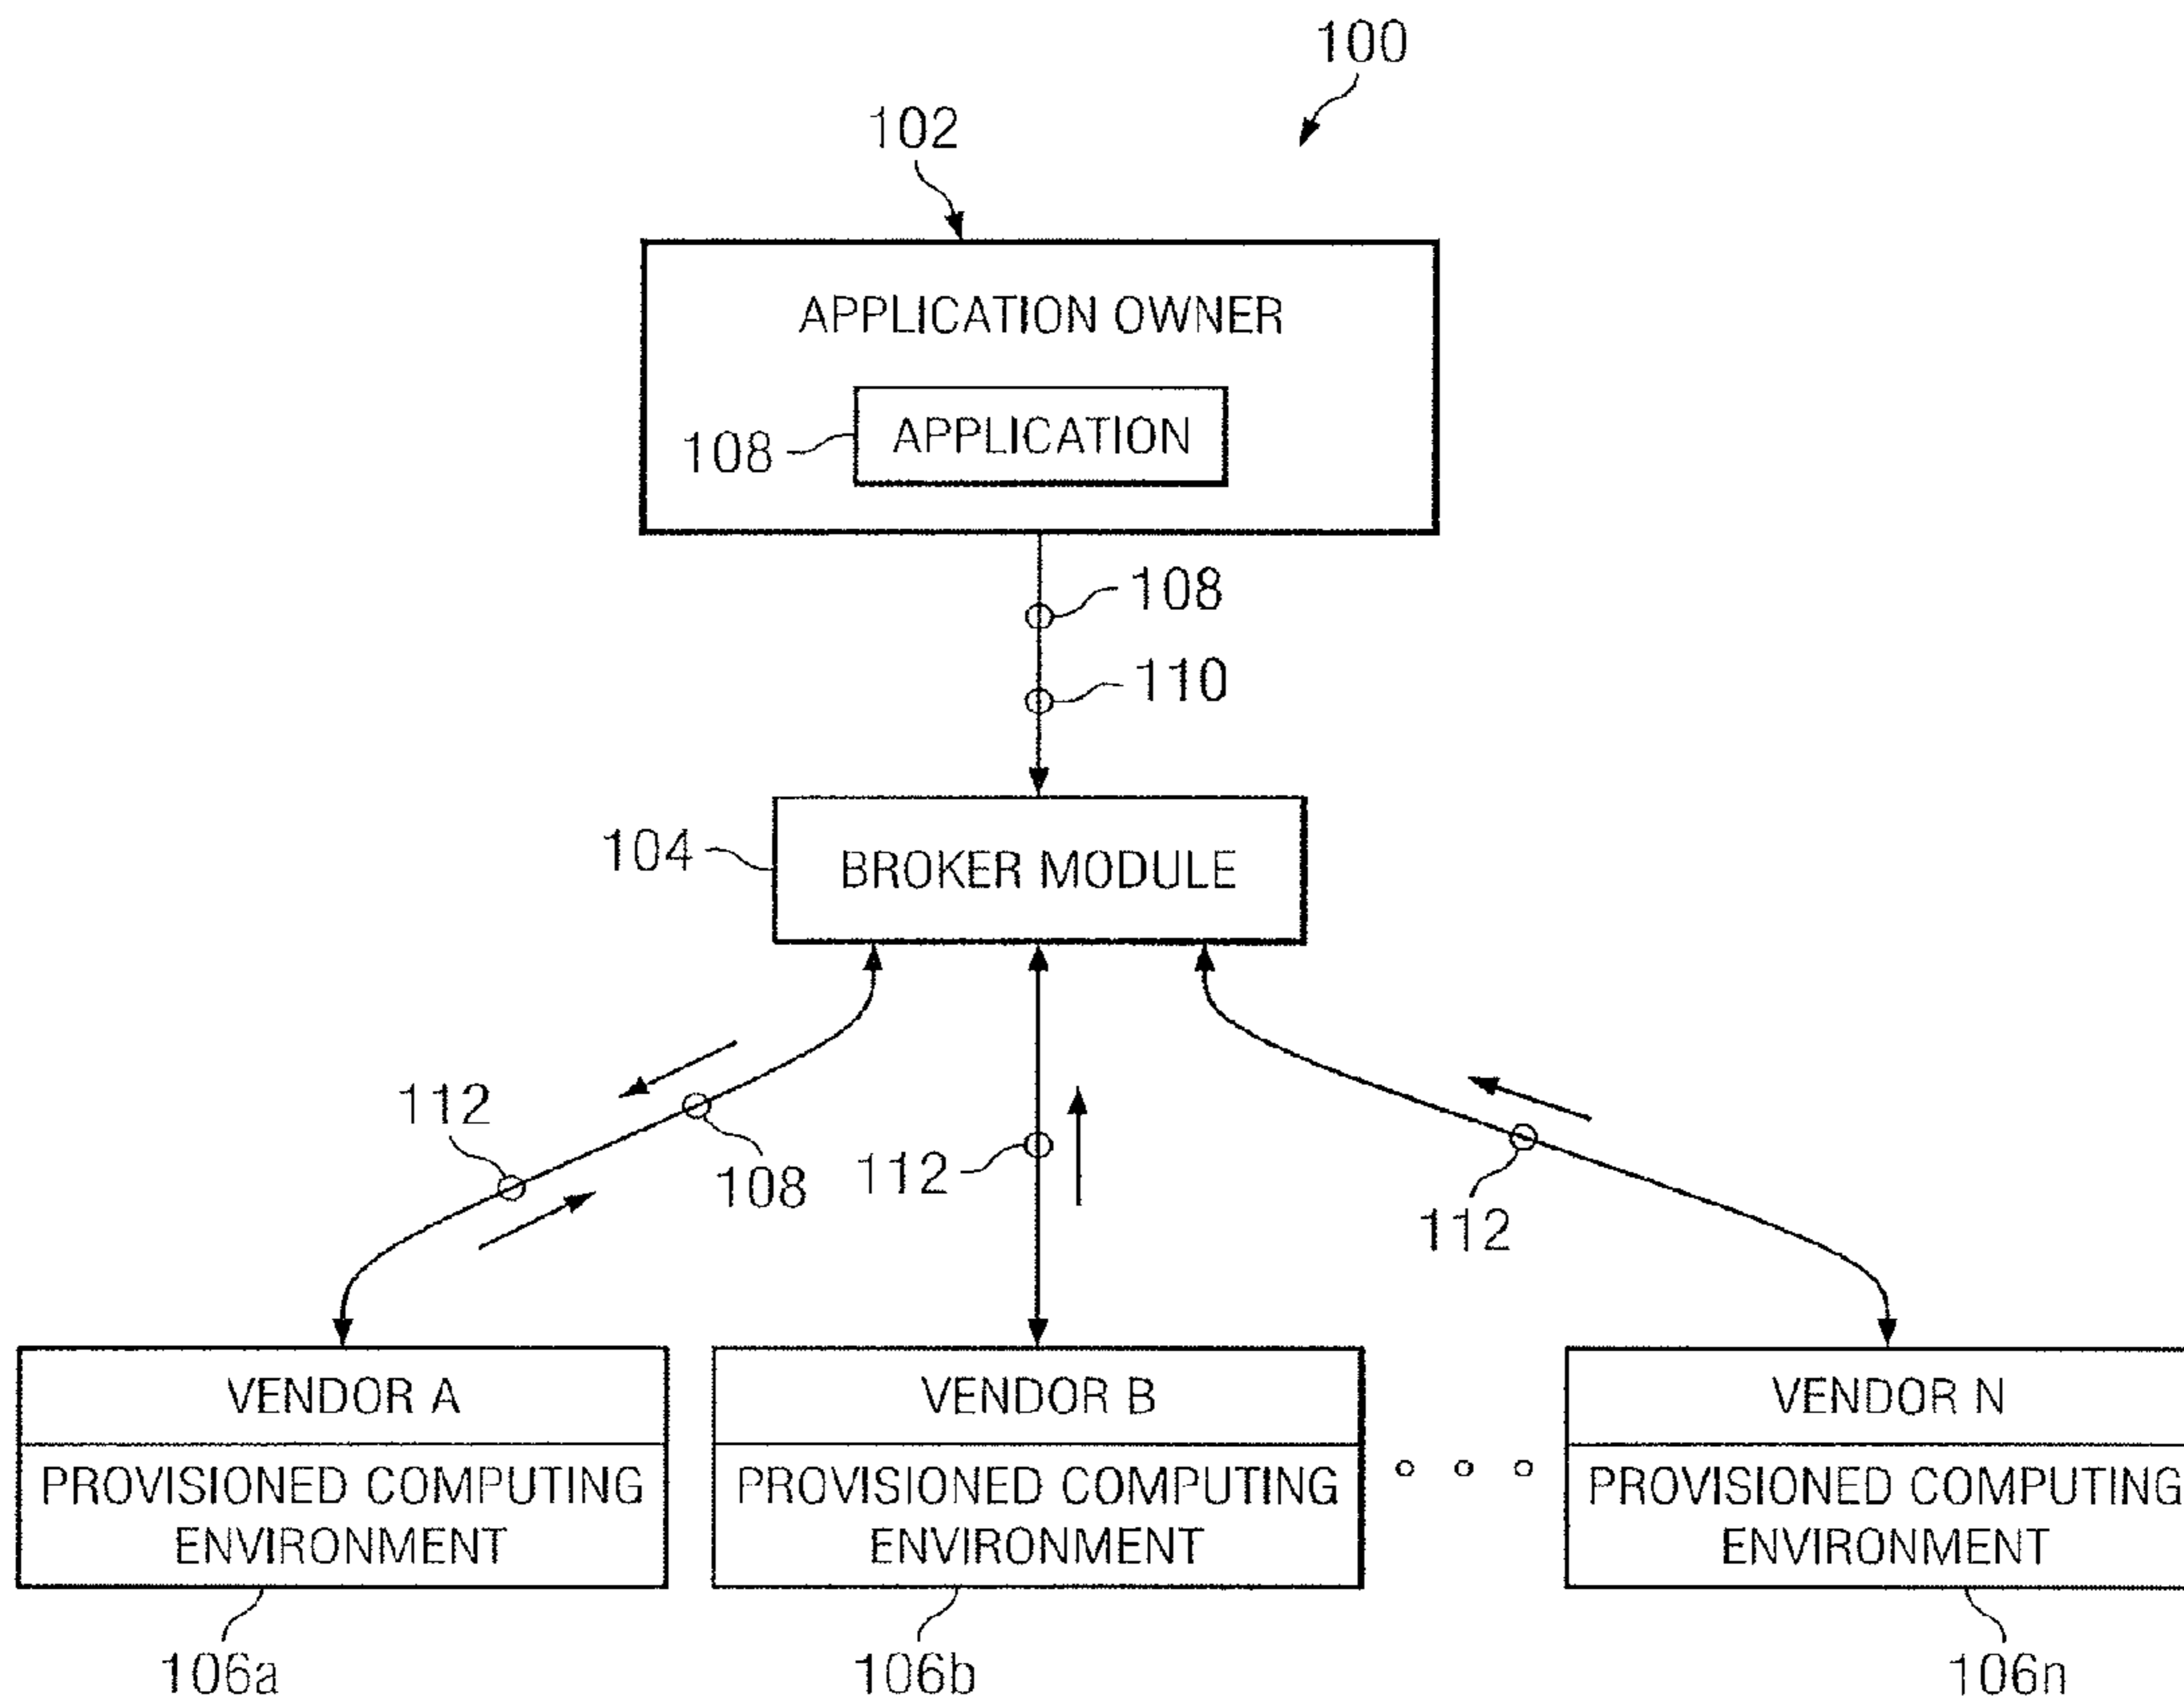 100
102
APPLICATION OWNER
108
APPLICATION
108
110
104
BROKER MODULE
112
108
112
112
VENDOR A
PROVISIONED COMPUTING
ENVIRONMENT
VENDOR B
PROVISIONED COMPUTING
ENVIRONMENT
VENDOR N
PROVISIONED COMPUTING
ENVIRONMENT
106a
106b
106n